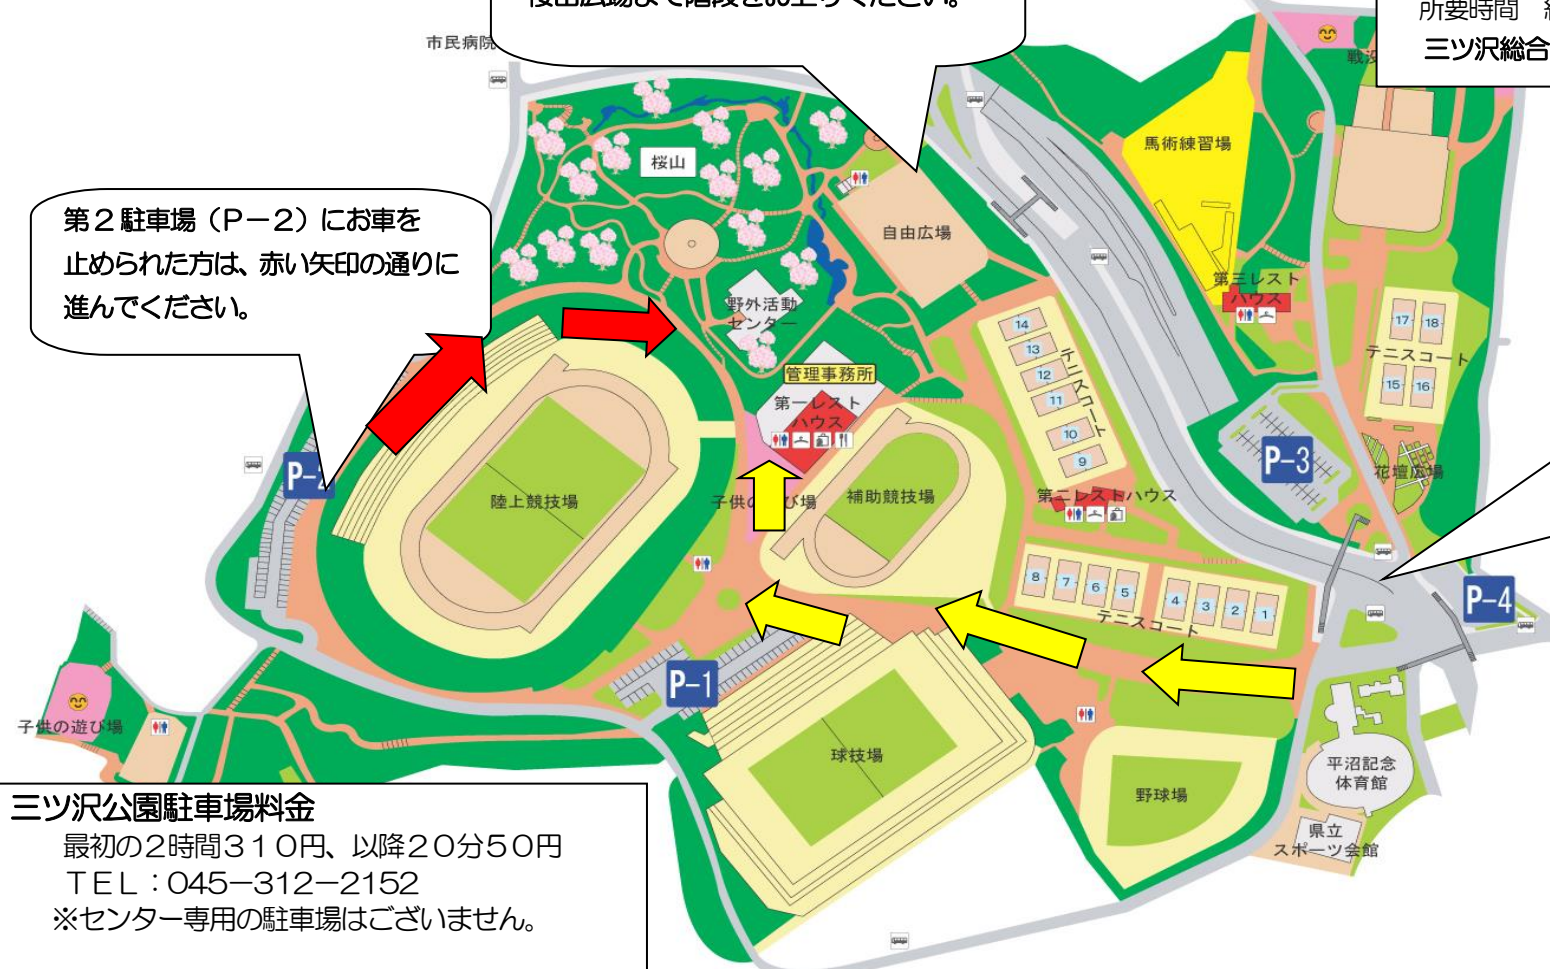 桜山広場まで階段をお上りください。
所要時間
三ツ沢総合
市民病院
桜山
馬術練習場
自由広場
第2駐車場（P－2）にお車を
止められた方は、赤い矢印の通りに
進んでください。
野外活動
センター
管理事務所
第一レスト
ハウス
第三レスト
ハウス
14
13
12
11
10
9
テニスコート
17
18
テニスコート
15
16
P-2
陸上競技場
子供の遊び場
補助競技場
第二レストハウス
P-3
花壇広場
8
7
6
5
4
3
2
1
テニスコート
P-4
P-1
子供の遊び場
球技場
野球場
平沼記念
体育館
県立
スポーツ会館
三ツ沢公園駐車場料金
最初の２時間３１０円、以降２０分５０円
ＴＥＬ：045－312－2152
※センター専用の駐車場はございません。